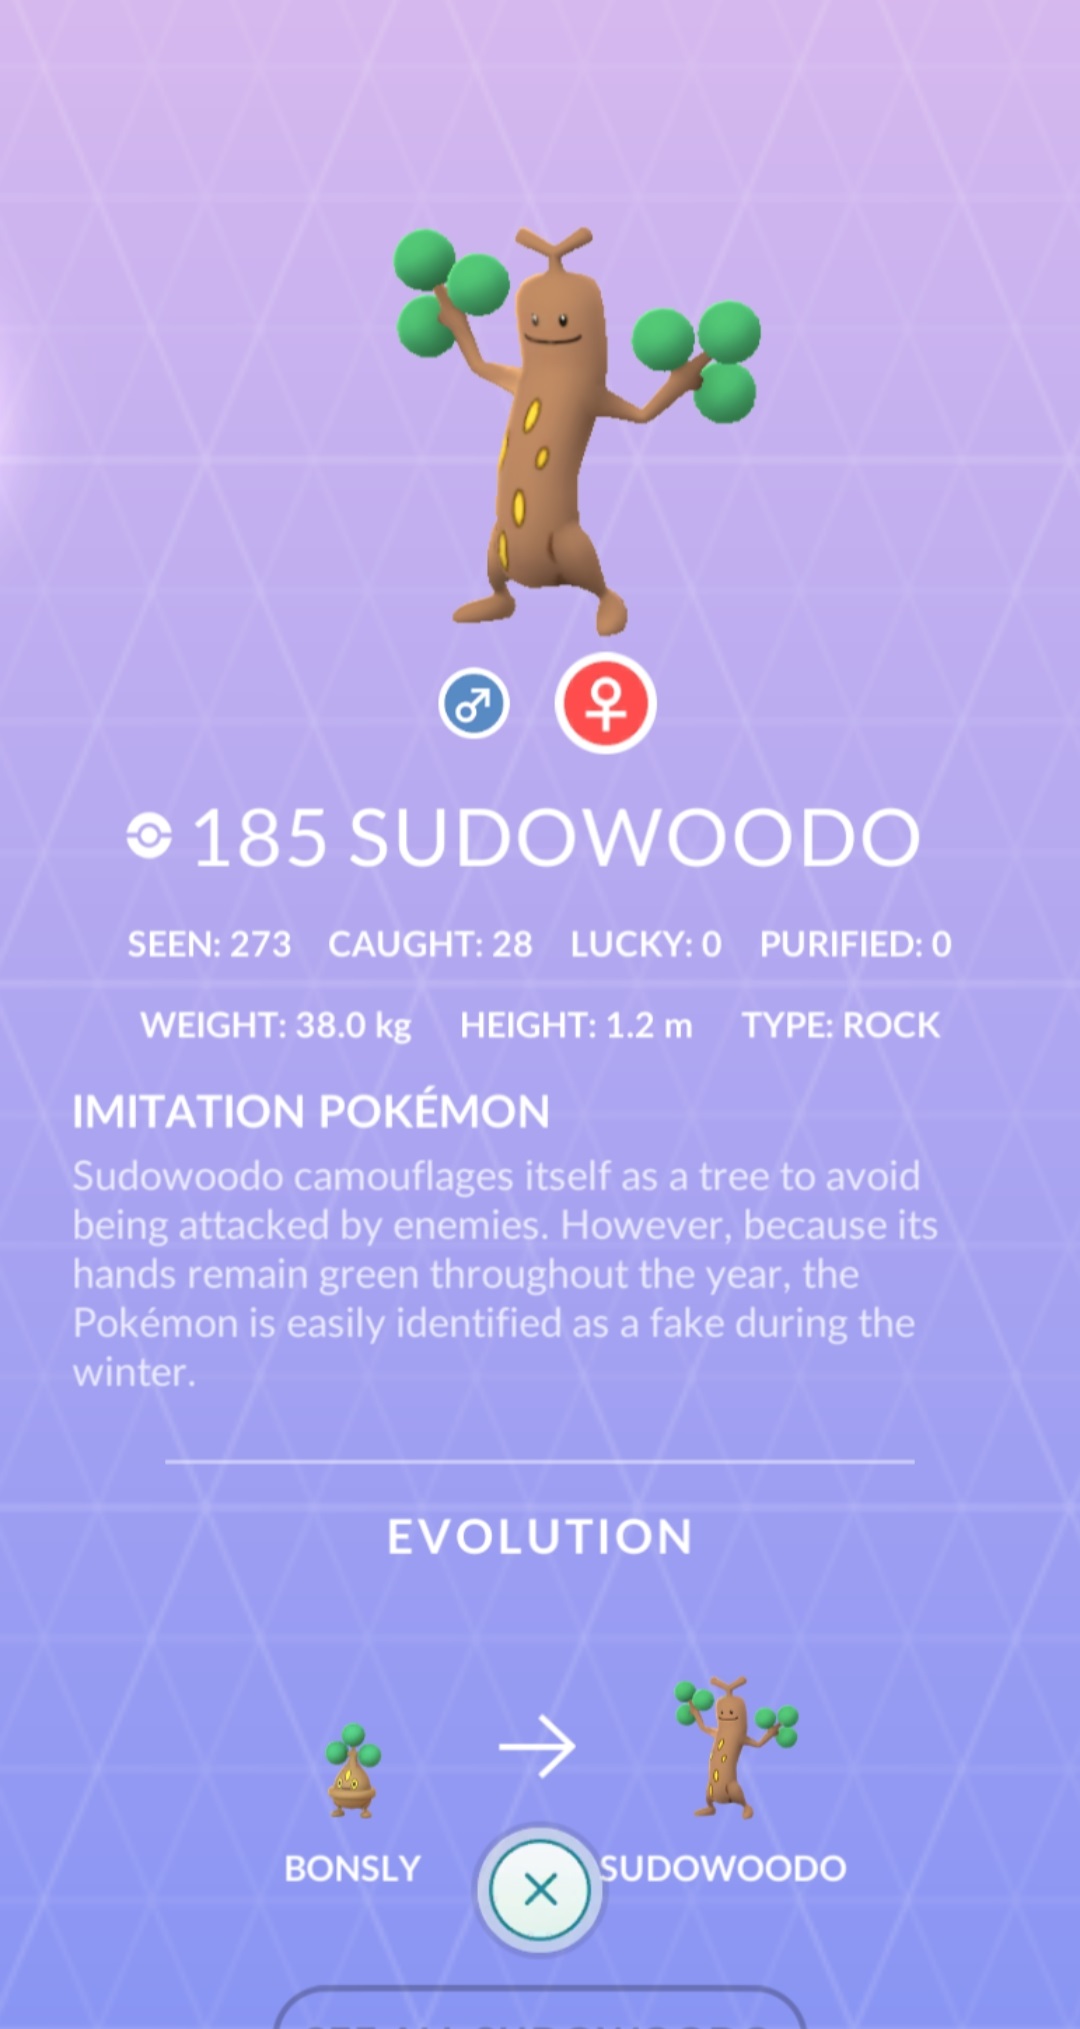 185 SUDOWOODO
SEEN: 273 CAUGHT: 28 LUCKY: 0 PURIFIED: 0
WEIGHT: 38.0 kg HEIGHT: 1.2 m TYPE: ROCK
IMITATION POKÉMON
Sudowoodo camouflages itself as a tree to avoid
being attacked by enemies. However, because its
hands remain green throughout the year, the
Pokémon is easily identified as a fake during the
winter.
EVOLUTION
BONSLY SUDOWOODO